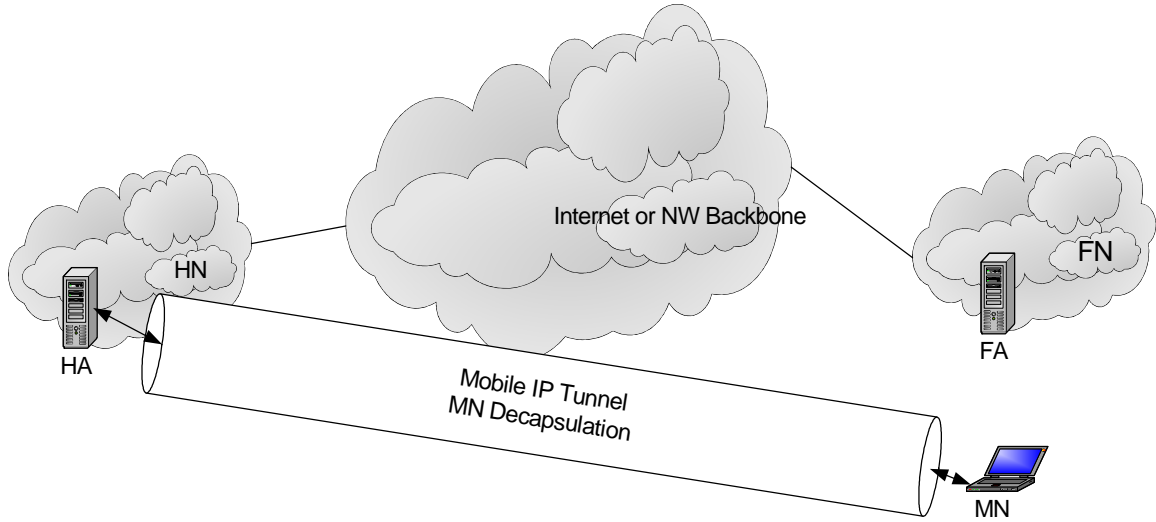 Internet or NW Backbone
HN
FN
HA
FA
Mobile IP Tunnel
MN Decapsulation
MN